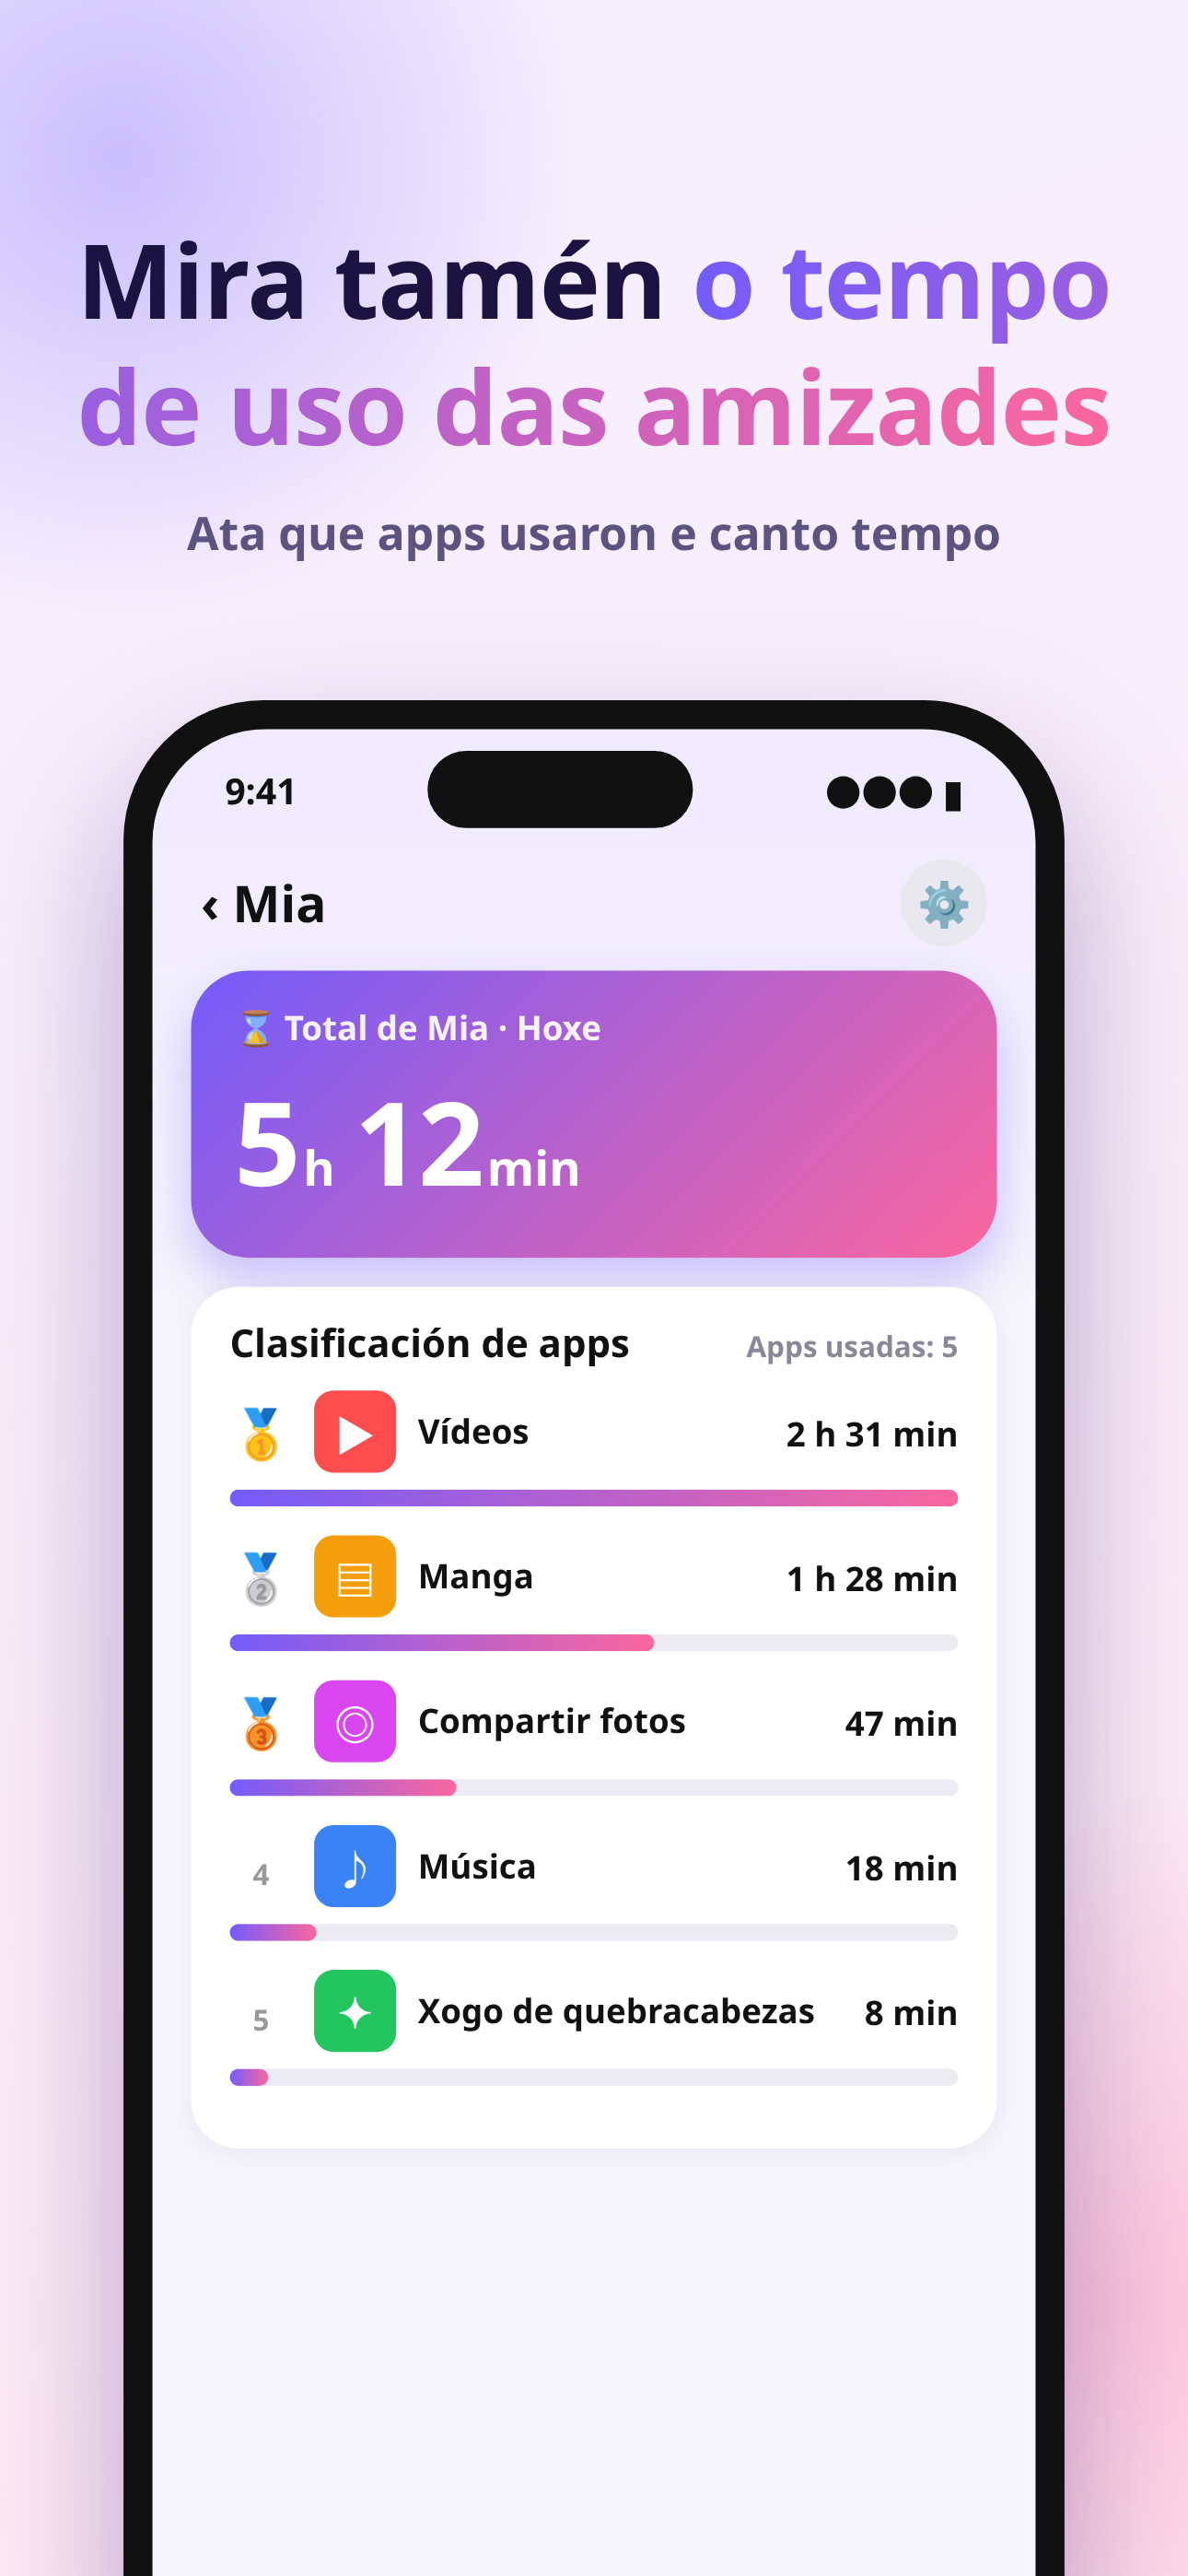 Mira tamén o tempo
de uso das amizades
Ata que apps usaron e canto tempo
9:41
‹ Mia
⌛ Total de Mia · Hoxe
5h 12min
Clasificación de apps
Apps usadas: 5
🥇 Vídeos 2 h 31 min
🥈 Manga 1 h 28 min
🥉 Compartir fotos 47 min
4 Música 18 min
5 Xogo de quebracabezas 8 min